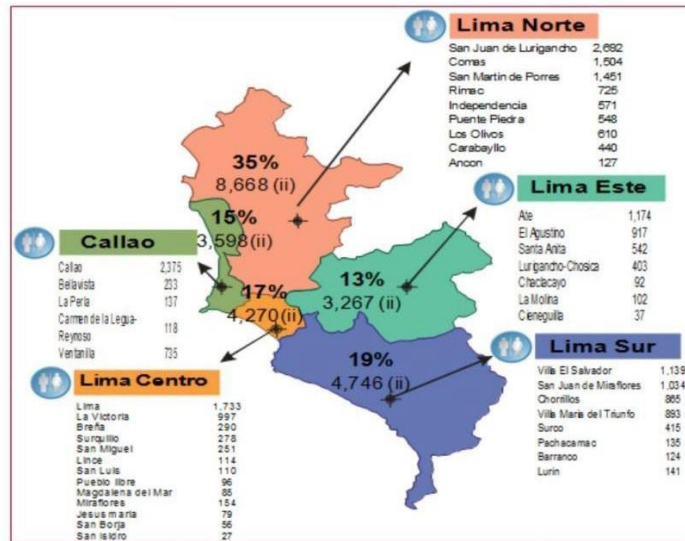 Lima Norte
San Juan de Lurigancho 2,692
Comas 1,504
San Martin de Porres 1,451
Rimac 725
Independencia 571
Puente Piedra 548
Los Olivos 610
Carabayllo 440
Ancon 127
35%
8,668 (ii)
Lima Este
Ate 1,174
El Agustino 917
Santa Anita 542
Lurigancho-Chosica 403
Chaclacayo 92
La Molina 102
Cieneguilla 37
15%
3,598 (ii)
Callao
Callao 2,375
Bellavista 233
La Perla 137
Carmen de la Legua-
Reynoso 118
Ventanilla 735
13%
3,267 (ii)
17%
4,270 (ii)
19%
4,746 (ii)
Lima Sur
Villa El Salvador 1,139
San Juan de Miraflores 1,034
Chorrillos 865
Villa Maria del Triunfo 893
Surco 415
Pachacamac 135
Barranco 124
Lurin 141
Lima Centro
Lima 1,733
La Victoria 997
Breña 290
Surquillo 278
San Miguel 251
Lince 114
San Luis 110
Pueblo libre 96
Magdalena del Mar 85
Miraflores 154
Jesus maria 79
San Borja 56
San Isidro 27